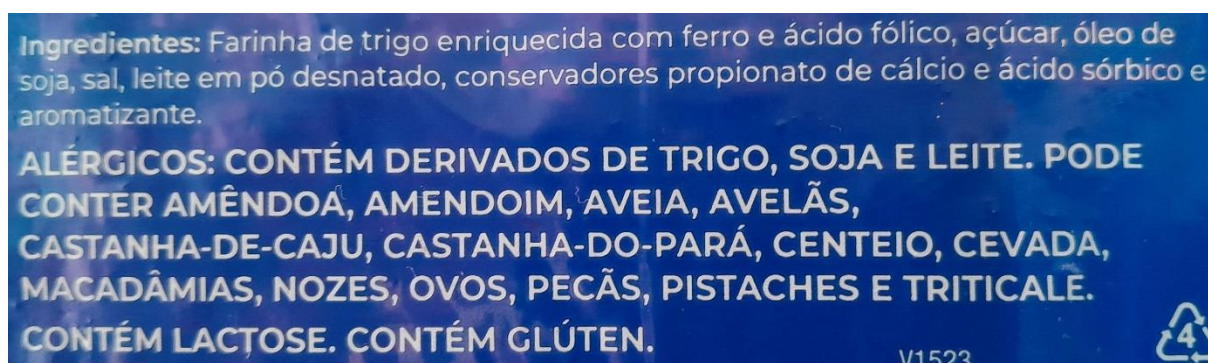 Ingredientes: Farinha de trigo enriquecida com ferro e ácido fólico, açúcar, óleo de
soja, sal, leite em pó desnatado, conservadores propionato de cálcio e ácido sórbico e
aromatizante.
ALÉRGICOS: CONTÉM DERIVADOS DE TRIGO, SOJA E LEITE. PODE
CONTER AMÊNDOA, AMENDOIM, AVEIA, AVELÃS,
CASTANHA-DE-CAJU, CASTANHA-DO-PARÁ, CENTEIO, CEVADA,
MACADÂMIAS, NOZES, OVOS, PECÃS, PISTACHES E TRITICALE.
CONTÉM LACTOSE. CONTÉM GLÚTEN.
V1523
4